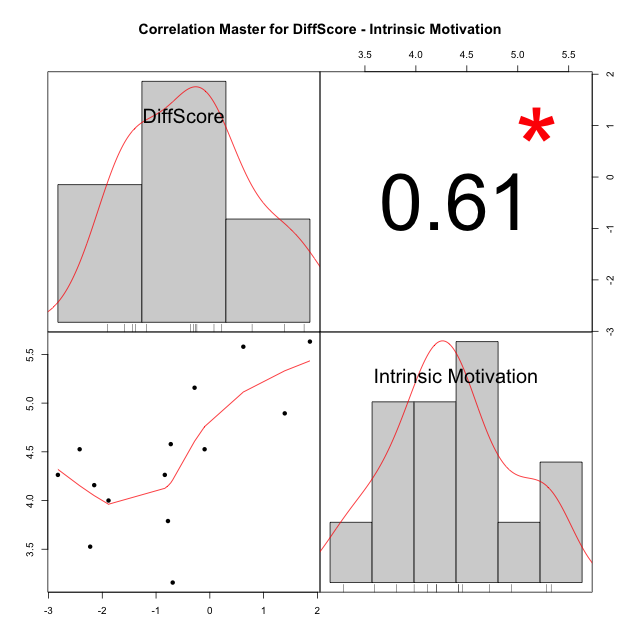 Correlation Master for DiffScore - Intrinsic Motivation
3.5 4.0 4.5 5.0 5.5
DiffScore
*
0.61
2
1
0
-1
-2
-3
5.5
5.0
4.5
4.0
3.5
Intrinsic Motivation
-3 -2 -1 0 1 2